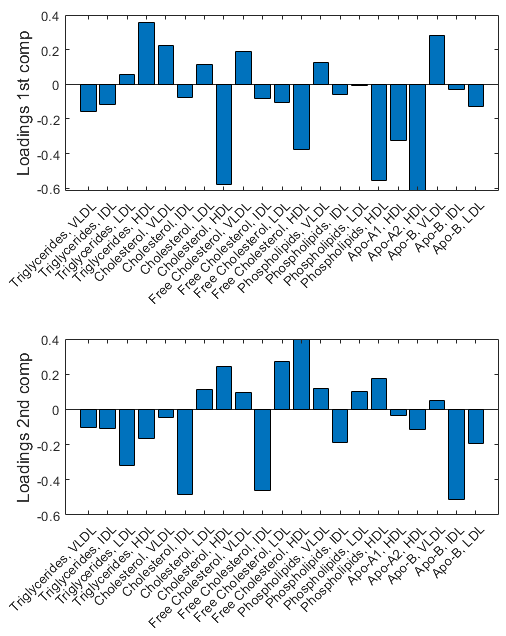 Loadings 1st comp
0.4
0.2
0
-0.2
-0.4
-0.6
Triglycerides, VLDL
Triglycerides, IDL
Triglycerides, LDL
Triglycerides, HDL
Cholesterol, VLDL
Cholesterol, IDL
Cholesterol, LDL
Cholesterol, HDL
Free Cholesterol, VLDL
Free Cholesterol, IDL
Free Cholesterol, LDL
Free Cholesterol, HDL
Phospholipids, VLDL
Phospholipids, IDL
Phospholipids, LDL
Phospholipids, HDL
Apo-A1, HDL
Apo-A2, HDL
Apo-B, VLDL
Apo-B, IDL
Apo-B, LDL
Loadings 2nd comp
0.4
0.2
0
-0.2
-0.4
-0.6
Triglycerides, VLDL
Triglycerides, IDL
Triglycerides, LDL
Triglycerides, HDL
Cholesterol, VLDL
Cholesterol, IDL
Cholesterol, LDL
Cholesterol, HDL
Free Cholesterol, VLDL
Free Cholesterol, IDL
Free Cholesterol, LDL
Free Cholesterol, HDL
Phospholipids, VLDL
Phospholipids, IDL
Phospholipids, LDL
Phospholipids, HDL
Apo-A1, HDL
Apo-A2, HDL
Apo-B, VLDL
Apo-B, IDL
Apo-B, LDL